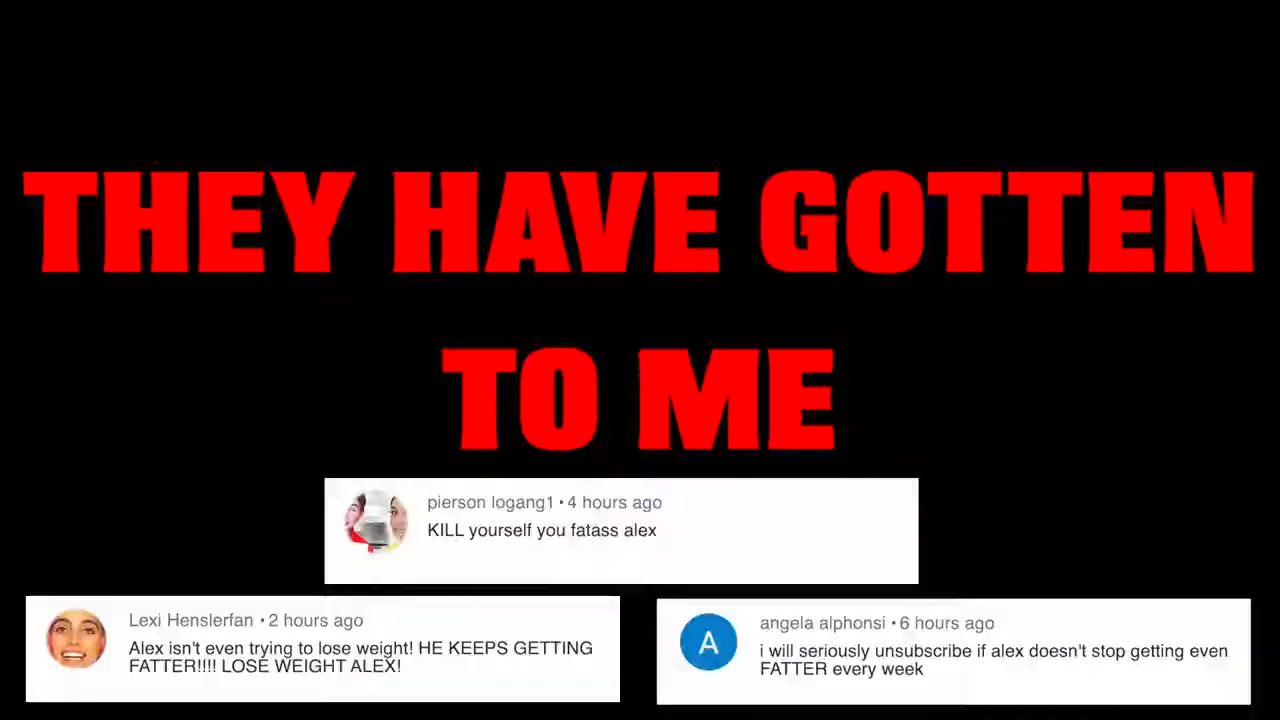 THEY HAVE GOTTEN
TO ME
pierson logang1 • 4 hours ago
KILL yourself you fatass alex
Lexi Henslerfan • 2 hours ago
Alex isn't even trying to lose weight! HE KEEPS GETTING
FATTER!!!! LOSE WEIGHT ALEX!
A
angela alphonsi • 6 hours ago
i will seriously unsubscribe if alex doesn't stop getting even
FATTER every week